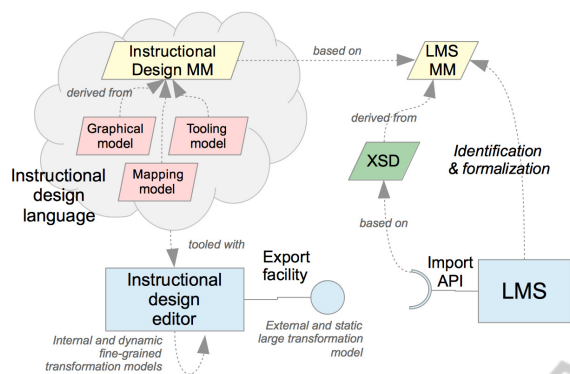 Instructional
Design MM
based on
LMS
MM
derived from
Graphical
model
Tooling
model
Mapping
model
Instructional
design
language
derived from
XSD
Identification
& formalization
based on
tooled with
Instructional
design
editor
Export
facility
Import
API
LMS
External and static
large transformation
model
Internal and dynamic
fine-grained
transformation models